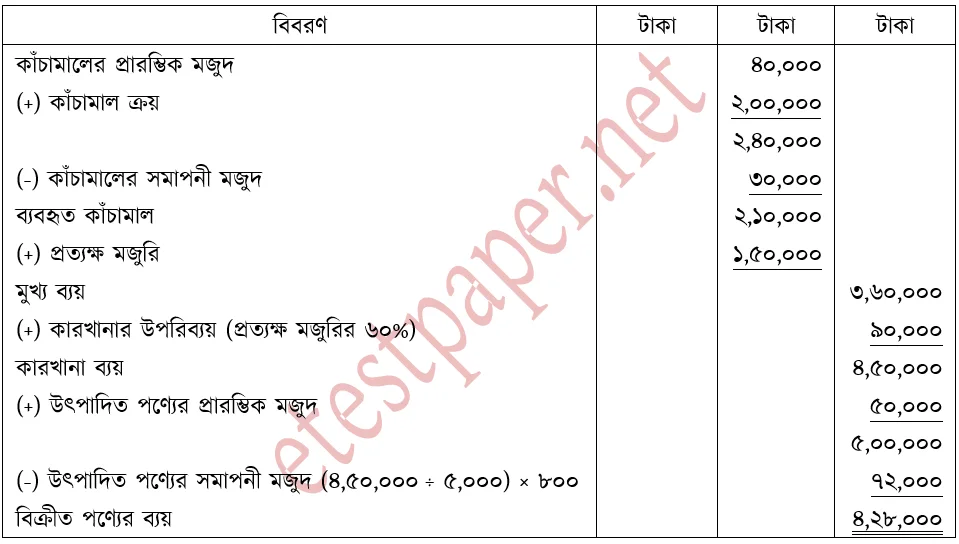 বিবরণ টাকা টাকা টাকা
কাঁচামালের প্রারম্ভিক মজুদ ৪০,০০০
(+) কাঁচামাল ক্রয় ২,০০,০০০
২,৪০,০০০
(-) কাঁচামালের সমাপনী মজুদ ৩০,০০০
ব্যবহৃত কাঁচামাল ২,১০,০০০
(+) প্রত্যক্ষ মজুরি ১,৫০,০০০
মুখ্য ব্যয় ৩,৬০,০০০
(+) কারখানার উপরিব্যয় (প্রত্যক্ষ মজুরির ৬০%) ৯০,০০০
কারখানা ব্যয় ৪,৫০,০০০
(+) উৎপাদিত পণ্যের প্রারম্ভিক মজুদ ৫০,০০০
৫,০০,০০০
(-) উৎপাদিত পণ্যের সমাপনী মজুদ (৪,৫০,০০০ ÷ ৫,০০০) × ৮০০ ৭২,০০০
বিক্রীত পণ্যের ব্যয় ৪,২৮,০০০
etestpaper.net